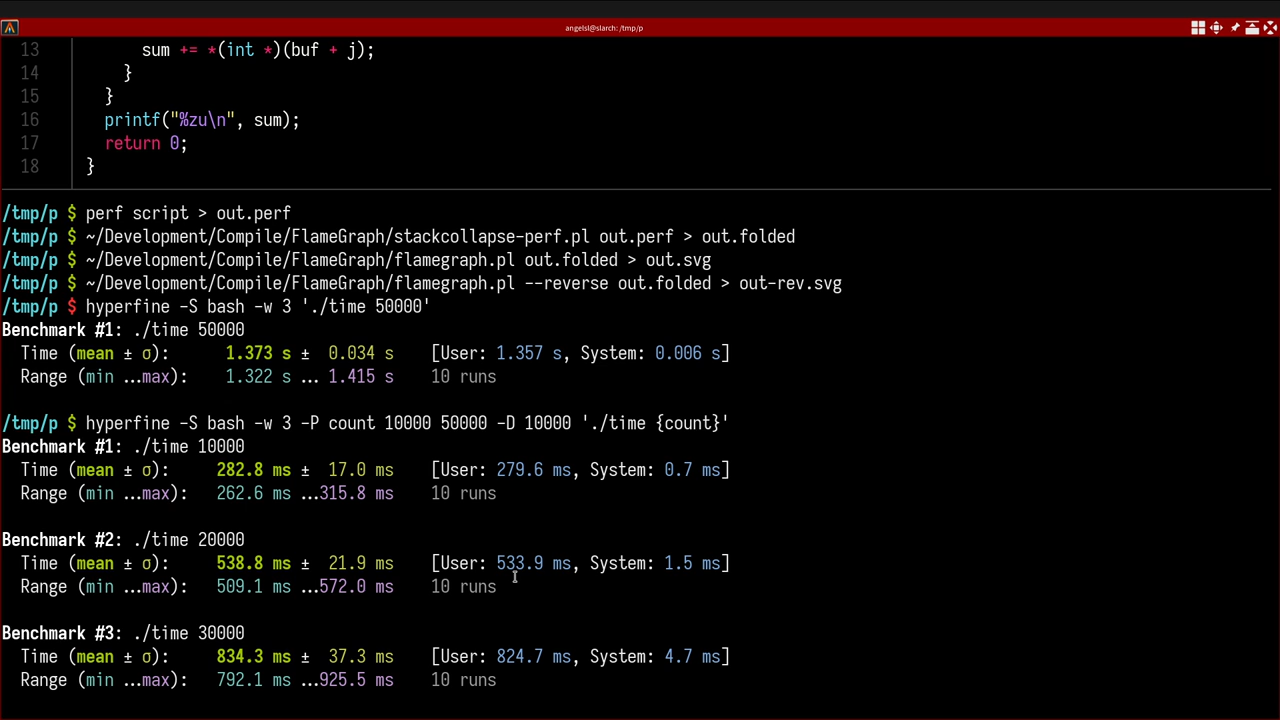 angelsl@slarch: /tmp/p
13 sum += *(int *)(buf + j);
14 }
15 }
16 printf("%zu\n", sum);
17 return 0;
18 }
/tmp/p $ perf script > out.perf
/tmp/p $ ~/Development/Compile/FlameGraph/stackcollapse-perf.pl out.perf > out.folded
/tmp/p $ ~/Development/Compile/FlameGraph/flamegraph.pl out.folded > out.svg
/tmp/p $ ~/Development/Compile/FlameGraph/flamegraph.pl --reverse out.folded > out-rev.svg
/tmp/p $ hyperfine -S bash -w 3 './time 50000'
Benchmark #1: ./time 50000
Time (mean ± σ): 1.373 s ± 0.034 s [User: 1.357 s, System: 0.006 s]
Range (min …max): 1.322 s … 1.415 s 10 runs
/tmp/p $ hyperfine -S bash -w 3 -P count 10000 50000 -D 10000 './time {count}'
Benchmark #1: ./time 10000
Time (mean ± σ): 282.8 ms ± 17.0 ms [User: 279.6 ms, System: 0.7 ms]
Range (min …max): 262.6 ms …315.8 ms 10 runs
Benchmark #2: ./time 20000
Time (mean ± σ): 538.8 ms ± 21.9 ms [User: 533.9 ms, System: 1.5 ms]
Range (min …max): 509.1 ms …572.0 ms 10 runs
Benchmark #3: ./time 30000
Time (mean ± σ): 834.3 ms ± 37.3 ms [User: 824.7 ms, System: 4.7 ms]
Range (min …max): 792.1 ms …925.5 ms 10 runs